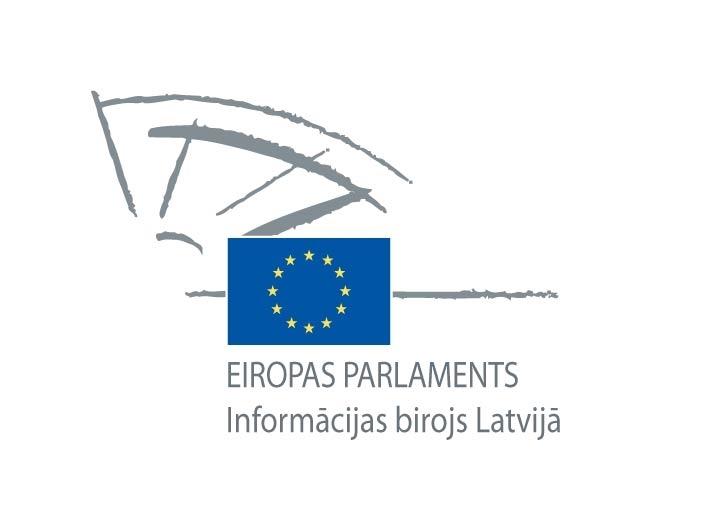 EIROPAS PARLAMENTS
Informācijas birojs Latvijā